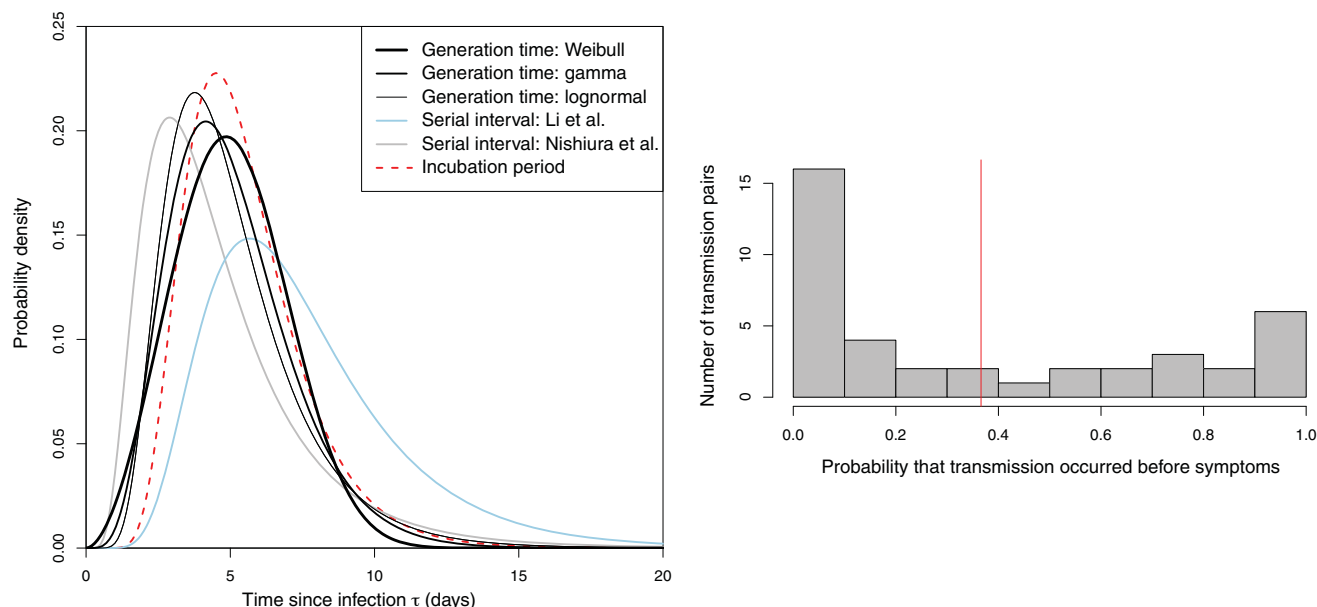 0.25
0.20
0.15
0.10
0.05
0.00
Probability density
0
5
10
15
20
Time since infection τ (days)
Generation time: Weibull
Generation time: gamma
Generation time: lognormal
Serial interval: Li et al.
Serial interval: Nishiura et al.
Incubation period
15
10
5
0
Number of transmission pairs
0.0
0.2
0.4
0.6
0.8
1.0
Probability that transmission occurred before symptoms